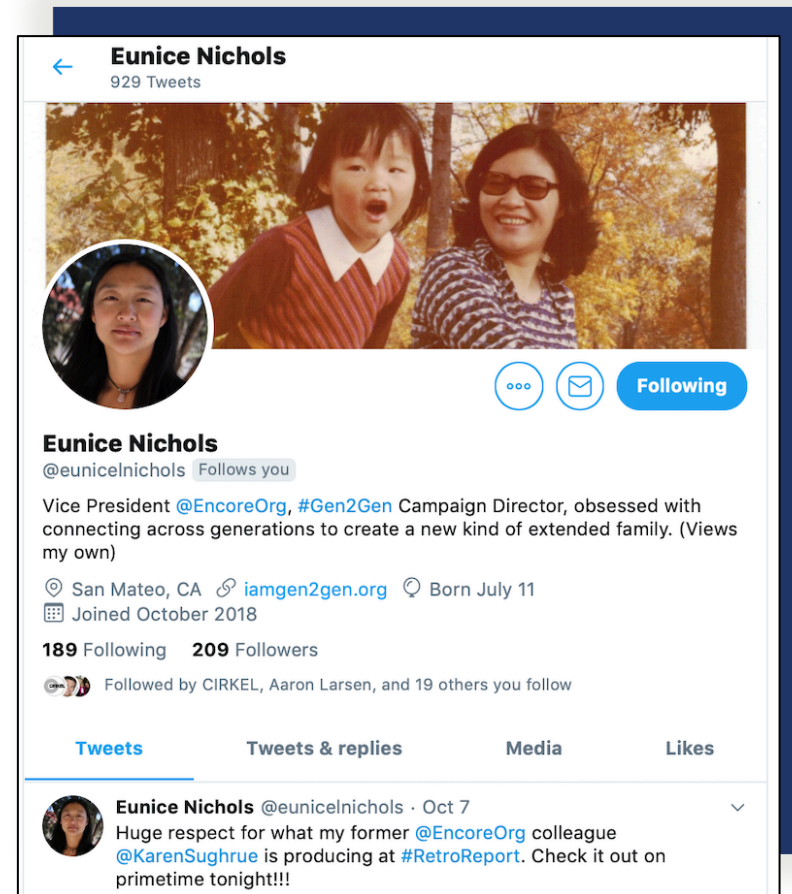 Eunice Nichols
929 Tweets
Following
Eunice Nichols
@eunicelnichols Follows you
Vice President @EncoreOrg, #Gen2Gen Campaign Director, obsessed with
connecting across generations to create a new kind of extended family. (Views
my own)
San Mateo, CA iamgen2gen.org Born July 11
Joined October 2018
189 Following 209 Followers
Followed by CIRKEL, Aaron Larsen, and 19 others you follow
Tweets Tweets & replies Media Likes
Eunice Nichols @eunicelnichols · Oct 7
Huge respect for what my former @EncoreOrg colleague
@KarenSughrue is producing at #RetroReport. Check it out on
primetime tonight!!!